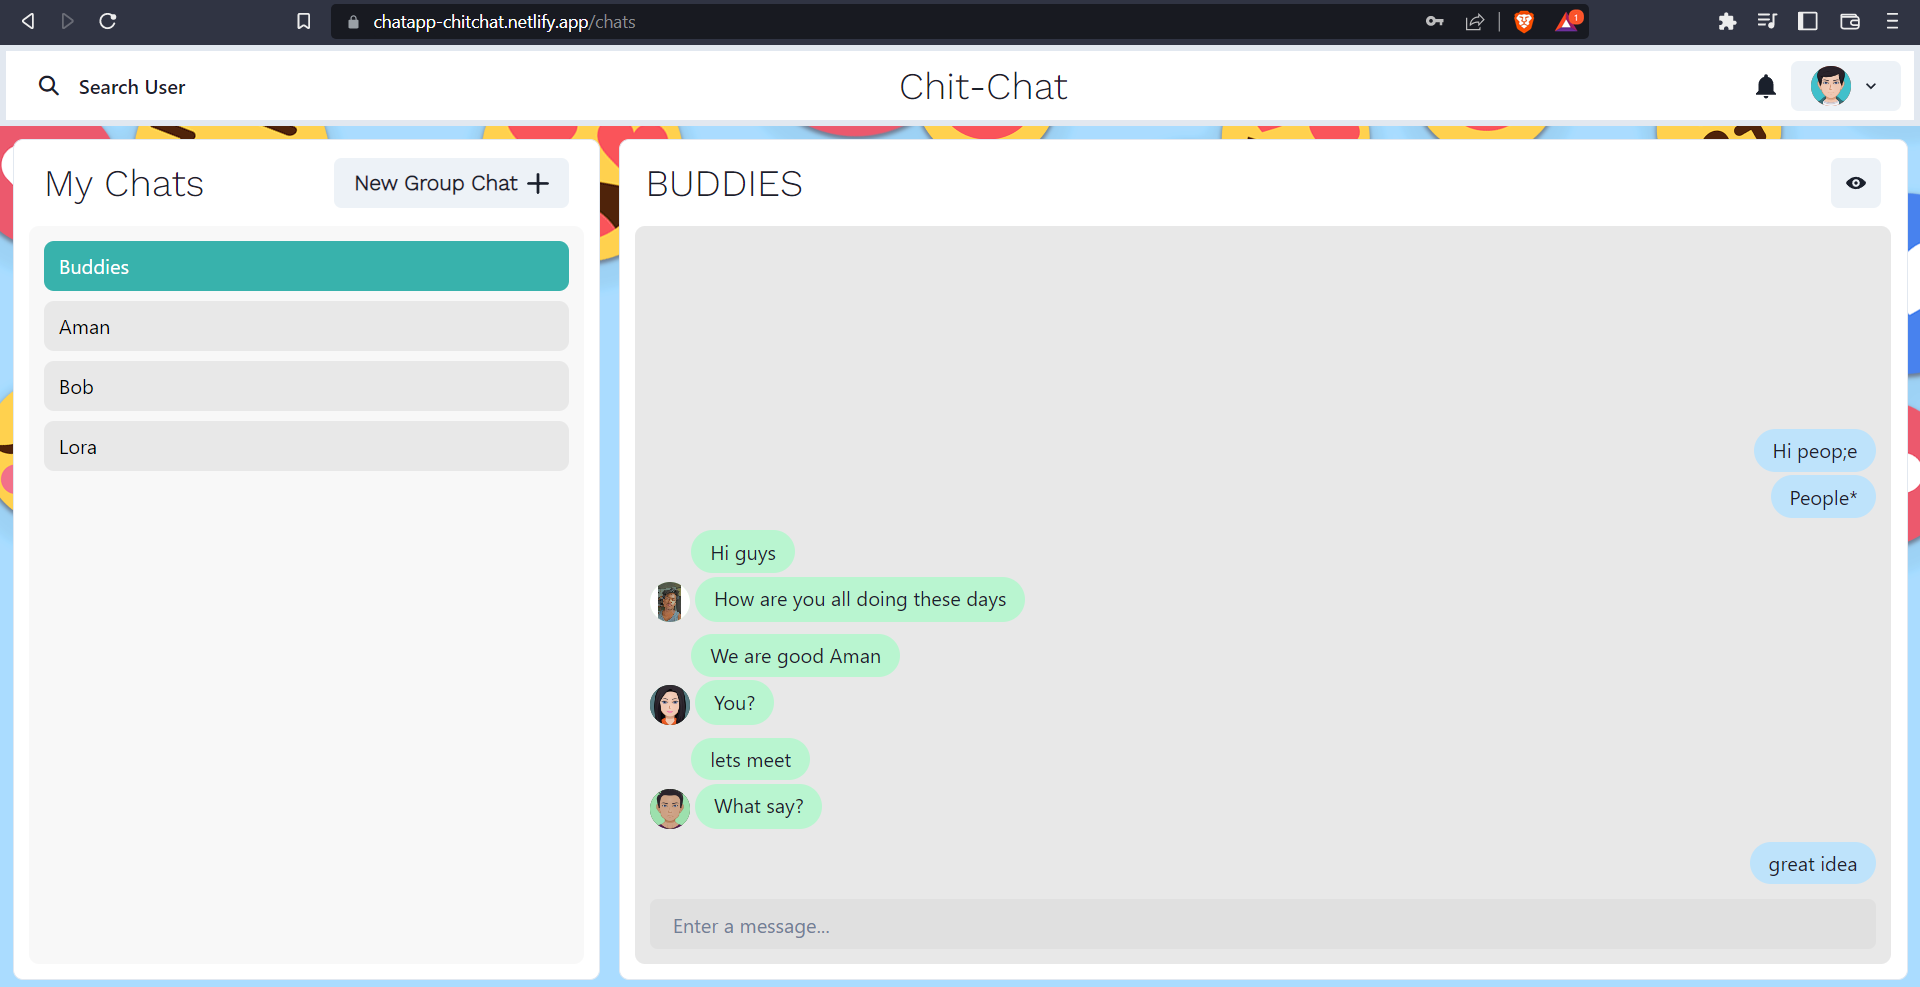 chatapp-chitchat.netlify.app/chats
1
Search User
Chit-Chat
My Chats
New Group Chat +
Buddies
Aman
Bob
Lora
BUDDIES
Hi peop;e
People*
Hi guys
How are you all doing these days
We are good Aman
You?
lets meet
What say?
great idea
Enter a message...